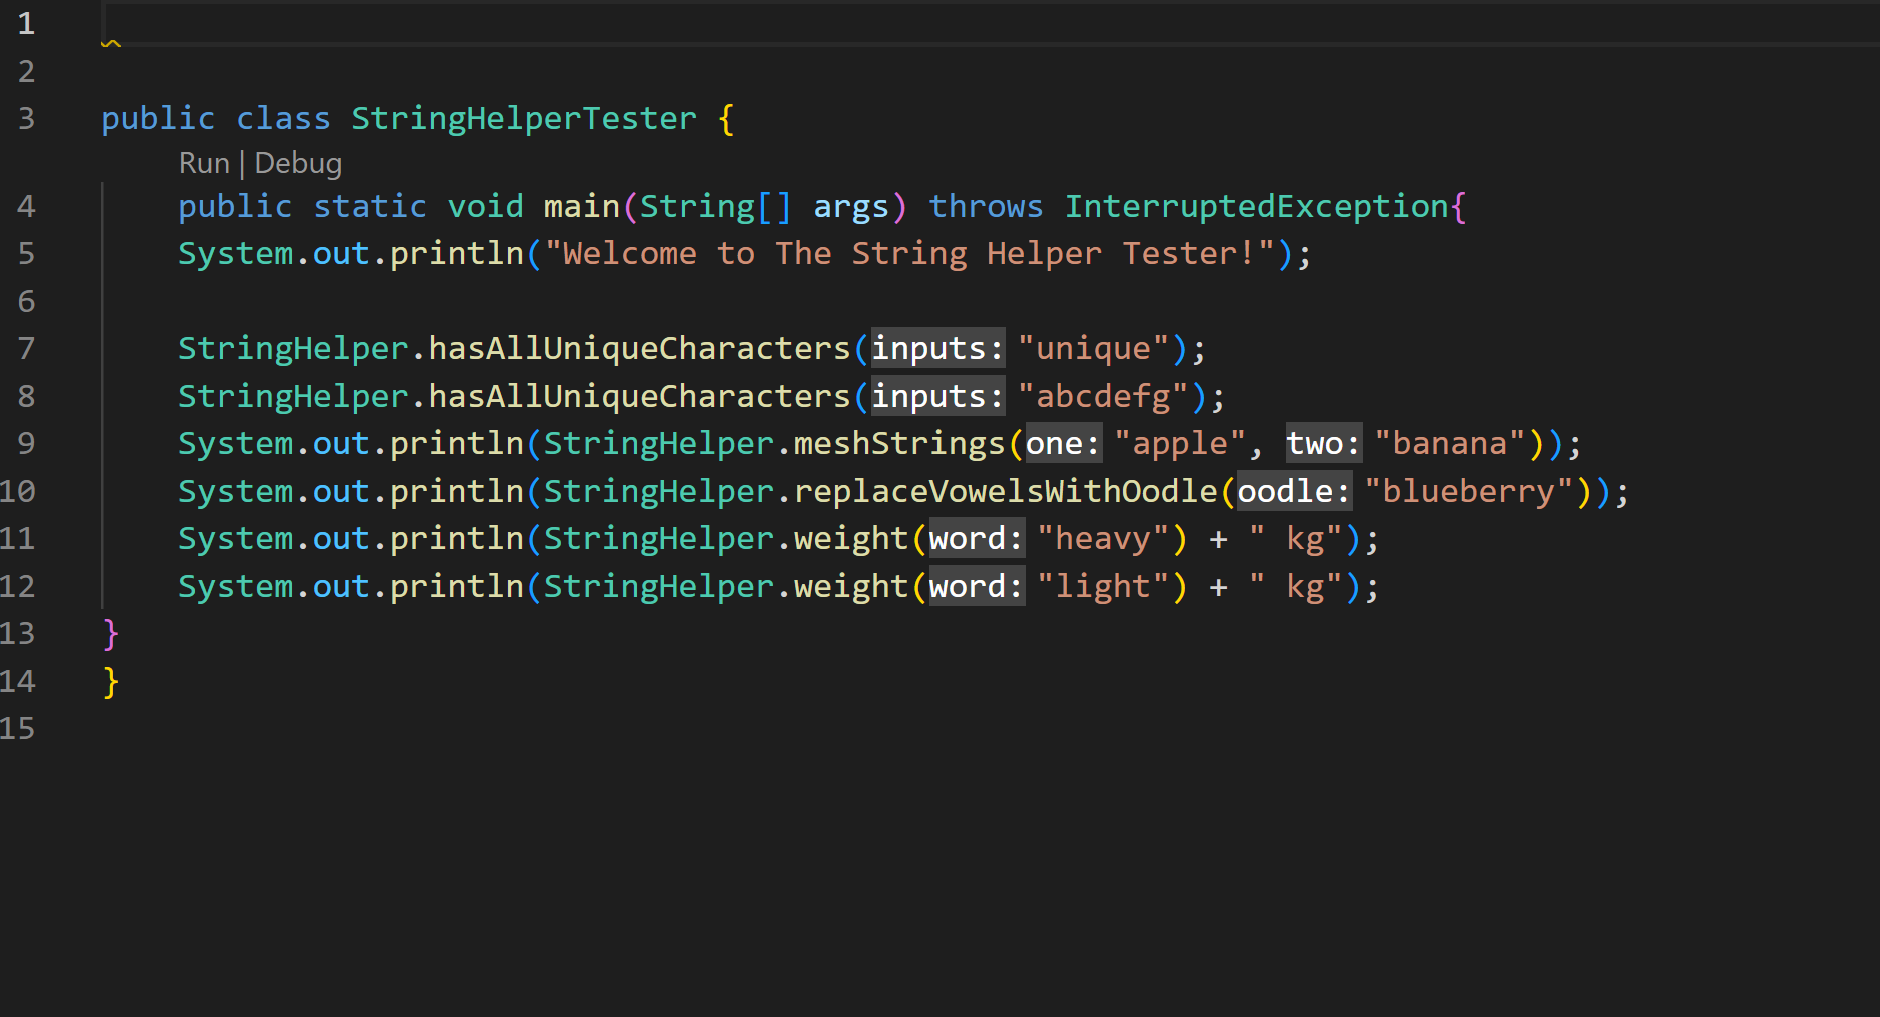 1
2
3 public class StringHelperTester {
Run | Debug
4 public static void main(String[] args) throws InterruptedException{
5 System.out.println("Welcome to The String Helper Tester!");
6
7 StringHelper.hasAllUniqueCharacters(inputs: "unique");
8 StringHelper.hasAllUniqueCharacters(inputs: "abcdefg");
9 System.out.println(StringHelper.meshStrings(one: "apple", two: "banana"));
10 System.out.println(StringHelper.replaceVowelsWithOodle(oodle: "blueberry"));
11 System.out.println(StringHelper.weight(word: "heavy") + " kg");
12 System.out.println(StringHelper.weight(word: "light") + " kg");
13 }
14 }
15